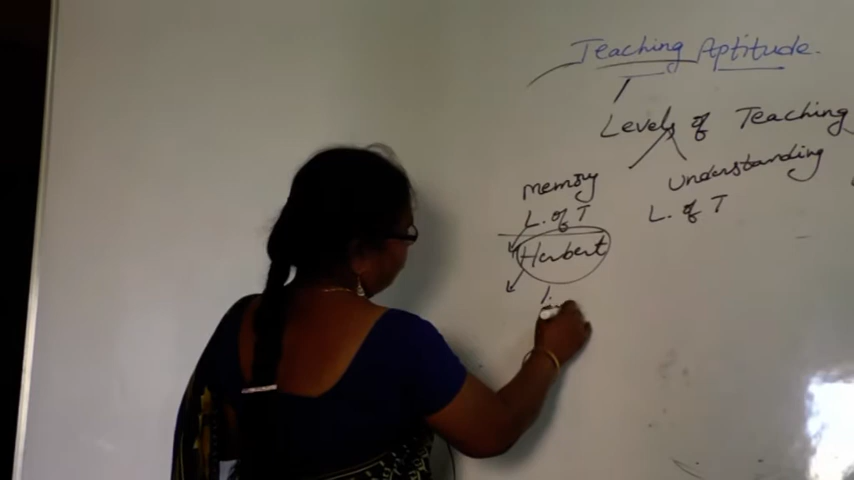 Teaching Aptitude.
Levels of Teaching
Memory
L. of T
Understanding
L. of T
Herbert